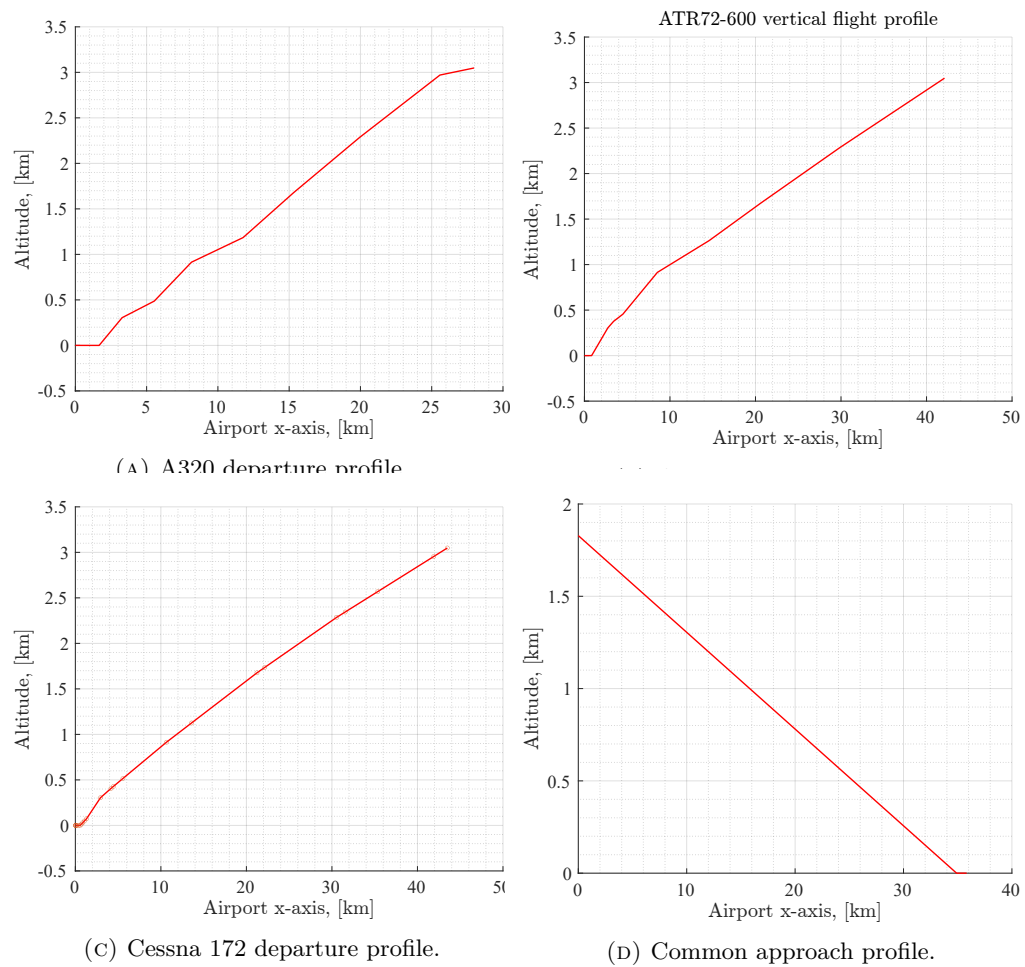 ATR72-600 vertical flight profile
3.5
3
2.5
2
1.5
1
0.5
0
-0.5
Altitude, [km]
0 5 10 15 20 25 30
Airport x-axis, [km]
(A) A320 departure profile
3.5
3
2.5
2
1.5
1
0.5
0
-0.5
Altitude, [km]
0 10 20 30 40 50
Airport x-axis, [km]
3.5
3
2.5
2
1.5
1
0.5
0
-0.5
Altitude, [km]
0 10 20 30 40
Airport x-axis, [km]
(C) Cessna 172 departure profile.
2
1.5
1
0.5
0
Altitude, [km]
0 10 20 30 40
Airport x-axis, [km]
(D) Common approach profile.